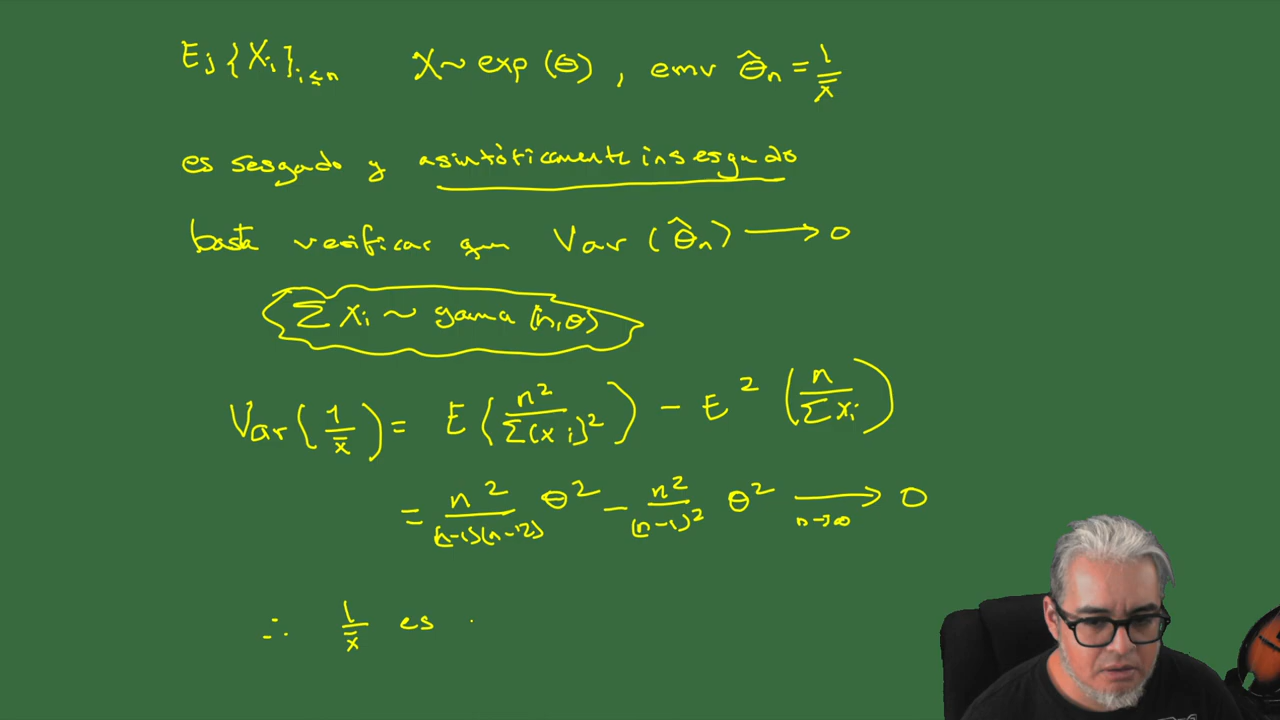 Ej {Xi}i≤n X ~ exp (θ) , emv θ̂n = 1/x̄
es sesgado y asintóticamente insesgado
basta verificar que Var (θ̂n) ⟶ 0
Σ xi ~ gama (n, θ)
Var (1/x̄) = E (n²/Σ(xi)²) − E² (n/Σxi)
= n²/(n−1)(n−12) θ² − n²/(n−1)² θ² ⟶ n→∞ 0
∴ 1/x̄ es